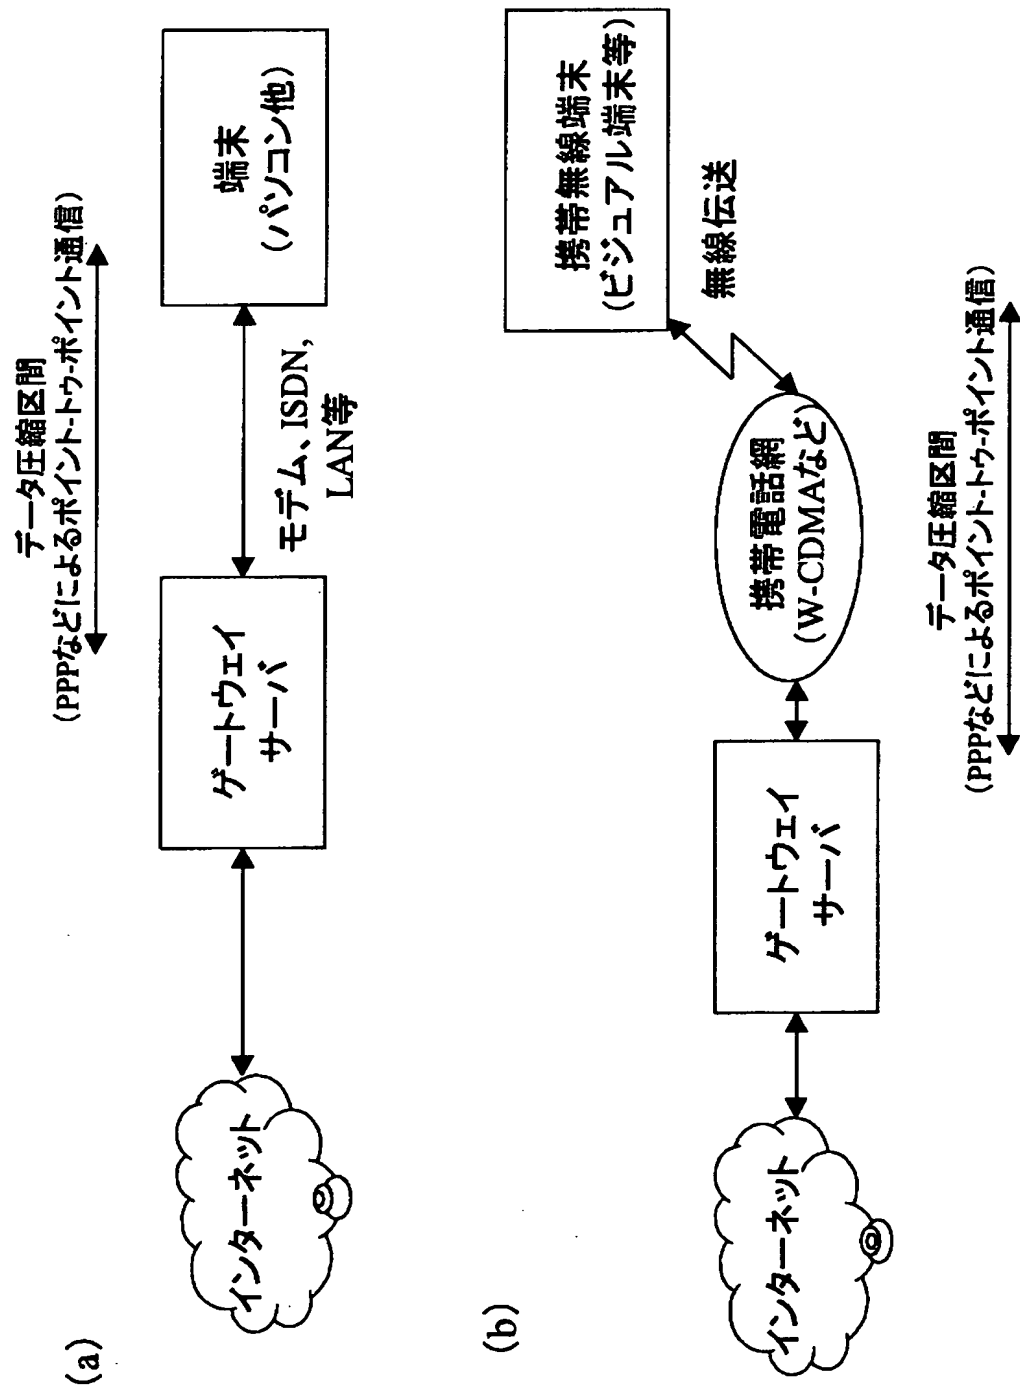 (a)
データ圧縮区間
(PPPなどによるポイント-トゥ-ポイント通信)
インターネット
ゲートウェイ
サーバ
モデム、ISDN,
LAN等
端末
(パソコン他)
(b)
インターネット
ゲートウェイ
サーバ
携帯電話網
(W-CDMAなど)
無線伝送
携帯無線端末
(ビジュアル端末等)
データ圧縮区間
(PPPなどによるポイント-トゥ-ポイント通信)